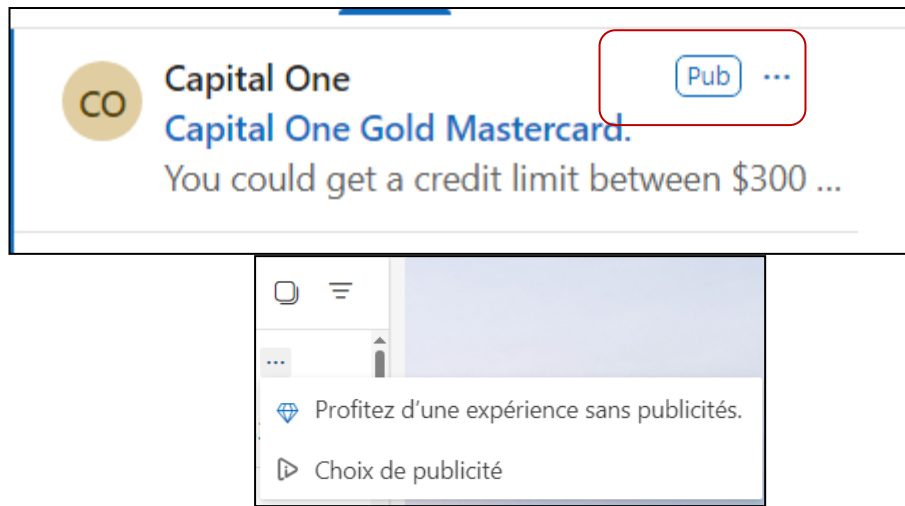 CO
Capital One
Pub ...
Capital One Gold Mastercard.
You could get a credit limit between $300 ...
...
Profitez d'une expérience sans publicités.
Choix de publicité